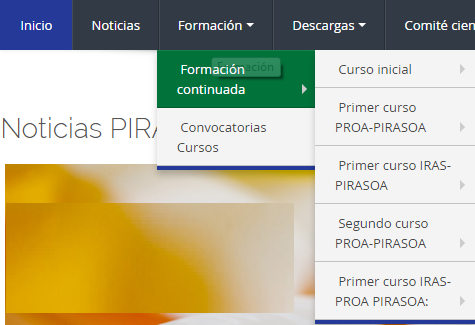 Inicio
Noticias
Formación
Descargas
Comité cien
Formación
continuada
Formación
Convocatorias
Cursos
Curso inicial
Primer curso
PROA-PIRASOA
Primer curso IRAS-
PIRASOA
Segundo curso
PROA-PIRASOA
Primer curso IRAS-
PROA PIRASOA:
Noticias PIRA